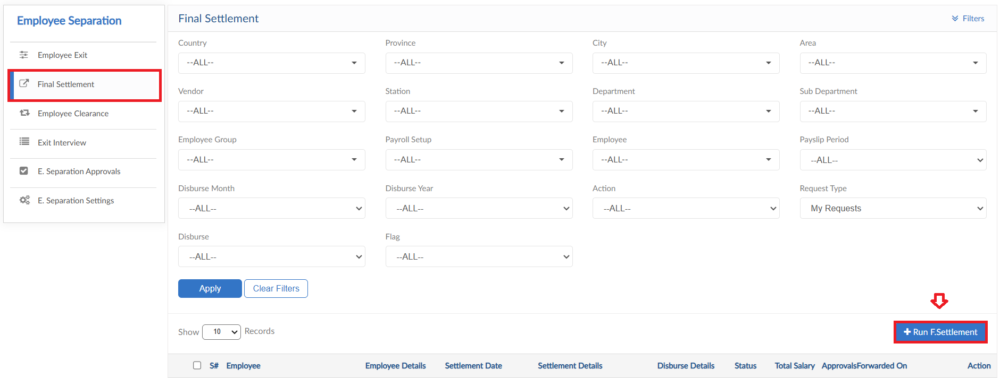 Employee Separation
Employee Exit
Final Settlement
Employee Clearance
Exit Interview
E. Separation Approvals
E. Separation Settings
Final Settlement
Filters
Country Province City Area
--ALL-- --ALL-- --ALL-- --ALL--
Vendor Station Department Sub Department
--ALL-- --ALL-- --ALL-- --ALL--
Employee Group Payroll Setup Employee Payslip Period
--ALL-- --ALL-- --ALL-- --ALL--
Disburse Month Disburse Year Action Request Type
--ALL-- --ALL-- --ALL-- My Requests
Disburse Flag
--ALL-- --ALL--
Apply Clear Filters
Show 10 Records
Run F.Settlement
S# Employee Employee Details Settlement Date Settlement Details Disburse Details Status Total Salary Approvals Forwarded On Action